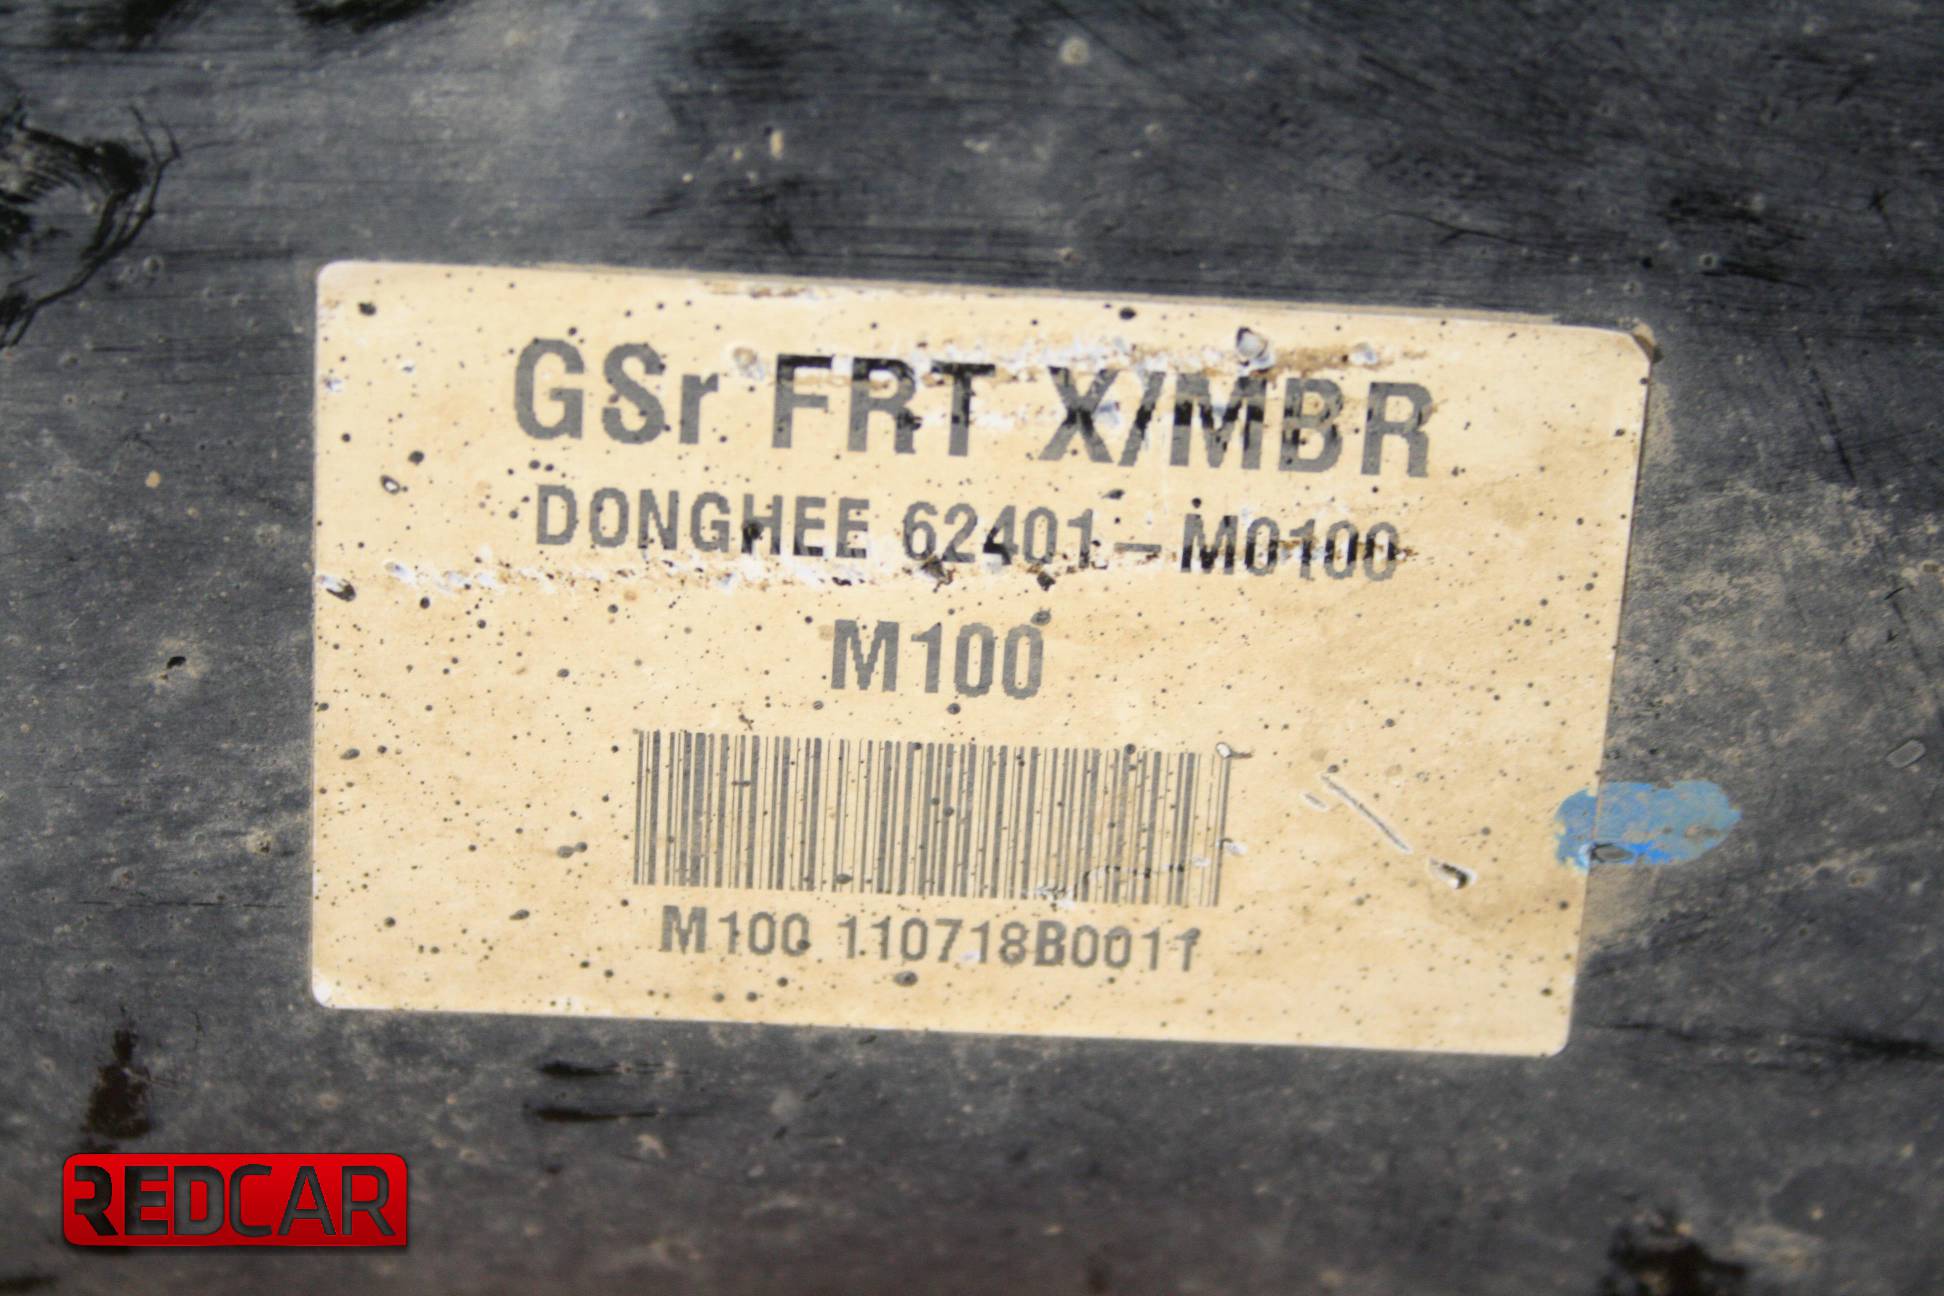 GSr FRT X/MBR
DONGHEE 62401-M0100
M100
M100 110718B0011
REDCAR